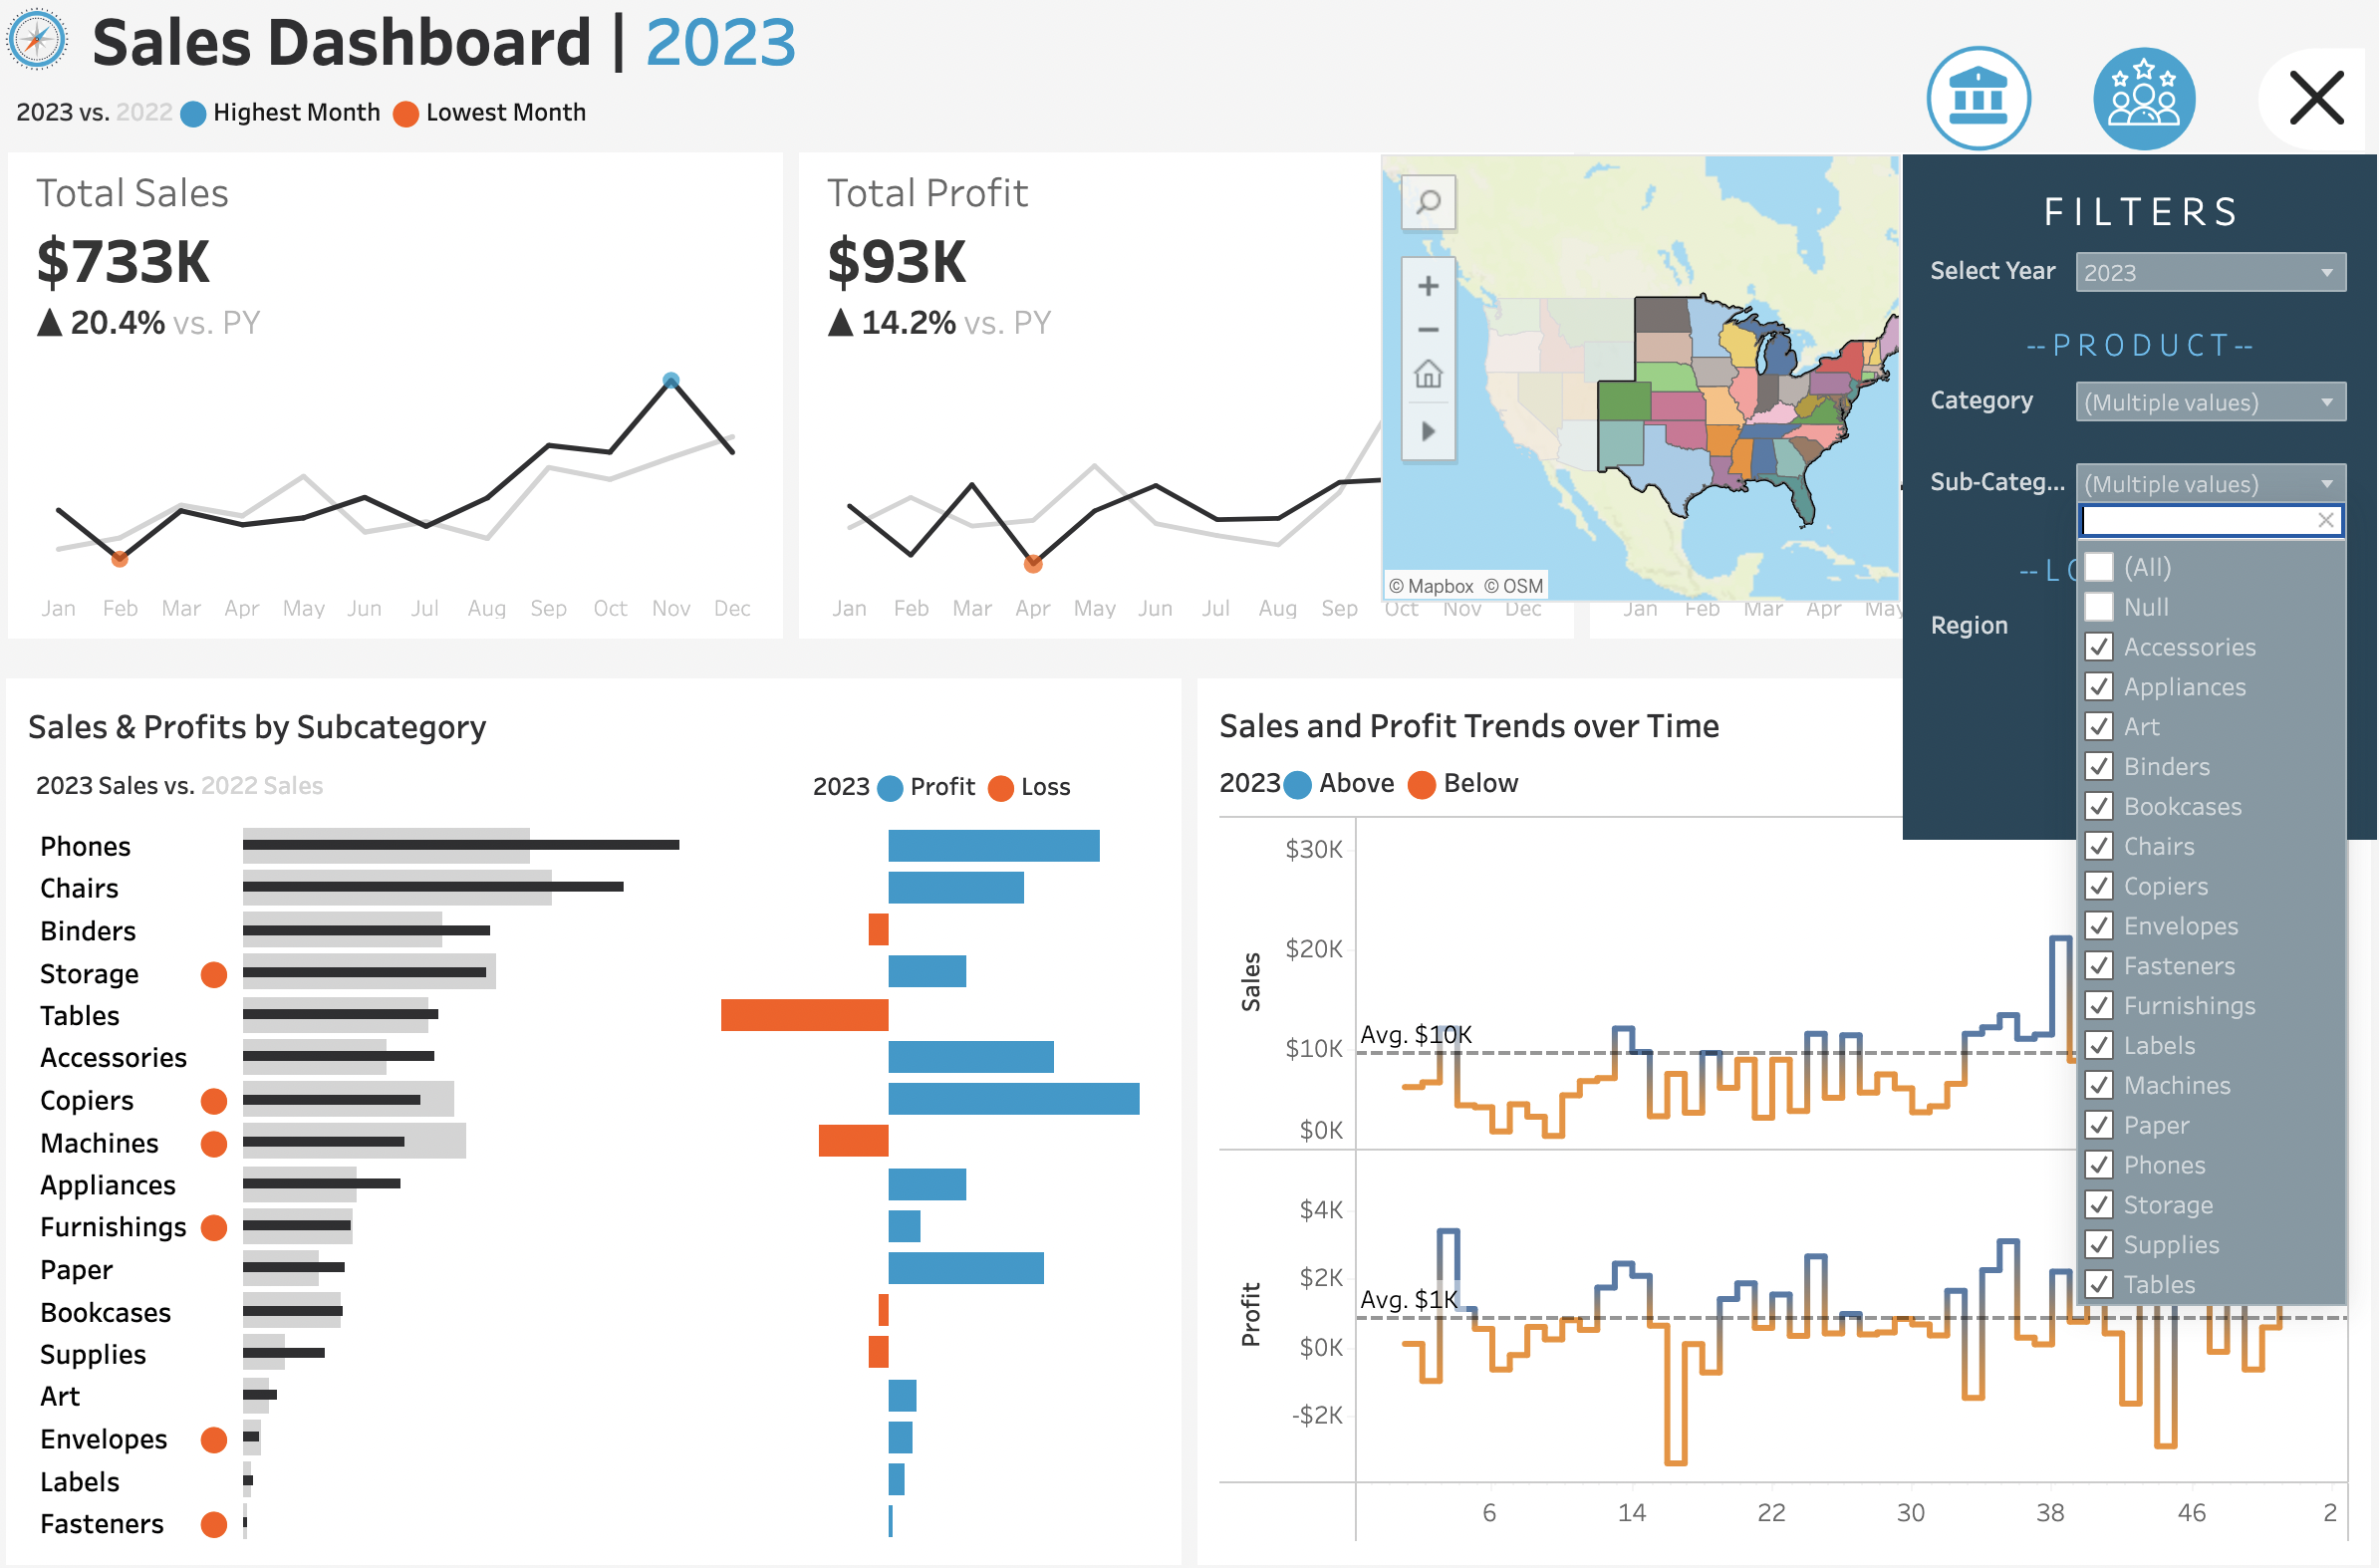 Sales Dashboard | 2023
2023 vs. 2022 Highest Month Lowest Month
Total Sales
$733K
▲ 20.4% vs. PY
Jan Feb Mar Apr May Jun Jul Aug Sep Oct Nov Dec
Total Profit
$93K
▲ 14.2% vs. PY
Jan Feb Mar Apr May Jun Jul Aug Sep Oct Nov Dec
© Mapbox © OSM
Jan Feb Mar Apr May
FILTERS
Select Year 2023
--PRODUCT--
Category (Multiple values)
Sub-Categ... (Multiple values)
(All)
Null
Accessories
Appliances
Art
Binders
Bookcases
Chairs
Copiers
Envelopes
Fasteners
Furnishings
Labels
Machines
Paper
Phones
Storage
Supplies
Tables
Region
Sales & Profits by Subcategory
2023 Sales vs. 2022 Sales
2023 Profit Loss
Phones
Chairs
Binders
Storage
Tables
Accessories
Copiers
Machines
Appliances
Furnishings
Paper
Bookcases
Supplies
Art
Envelopes
Labels
Fasteners
Sales and Profit Trends over Time
2023 Above Below
Sales
$30K
$20K
$10K
$0K
Avg. $10K
Profit
$4K
$2K
$0K
-$2K
Avg. $1K
6 14 22 30 38 46 2